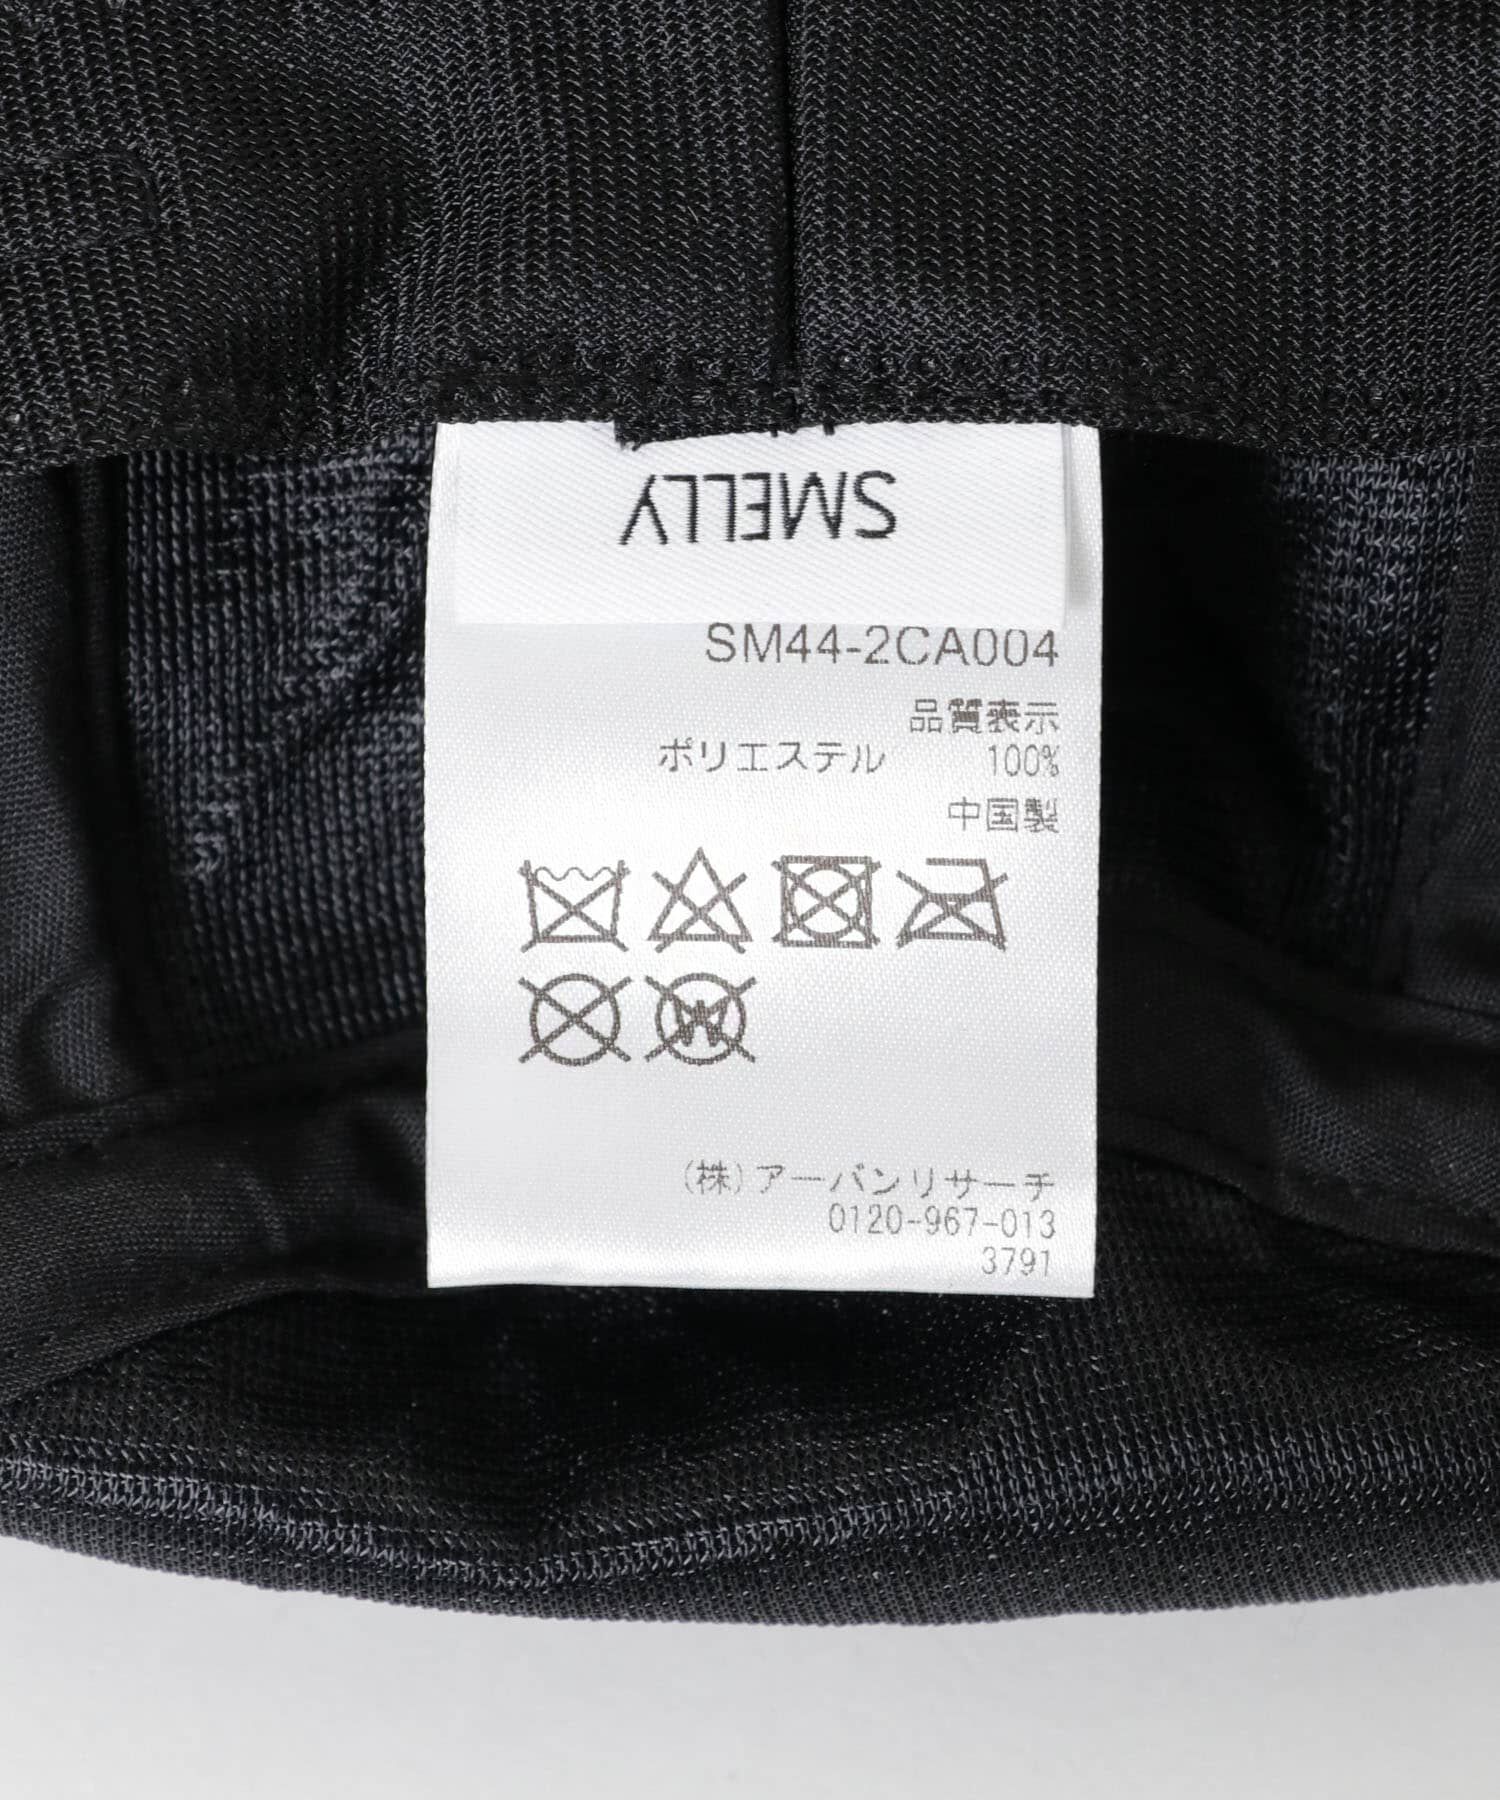 SMELLY
SM44-2CA004
品質表示
ポリエステル 100%
中国製
(株)アーバンリサーチ
0120-967-013
3791